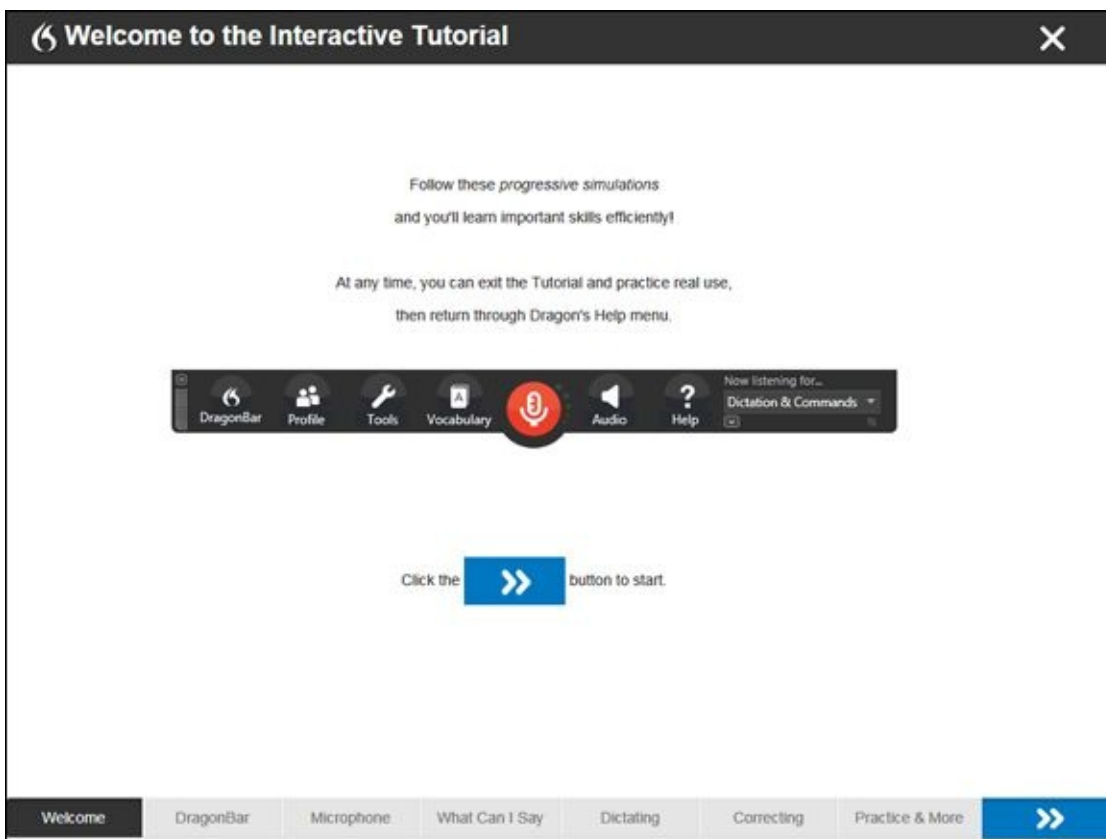 Welcome to the Interactive Tutorial
Follow these progressive simulations
and you'll learn important skills efficiently!
At any time, you can exit the Tutorial and practice real use,
then return through Dragon's Help menu.
DragonBar Profile Tools Vocabulary Audio Help
Now listening for...
Dictation & Commands
Click the button to start.
Welcome DragonBar Microphone What Can I Say Dictating Correcting Practice & More